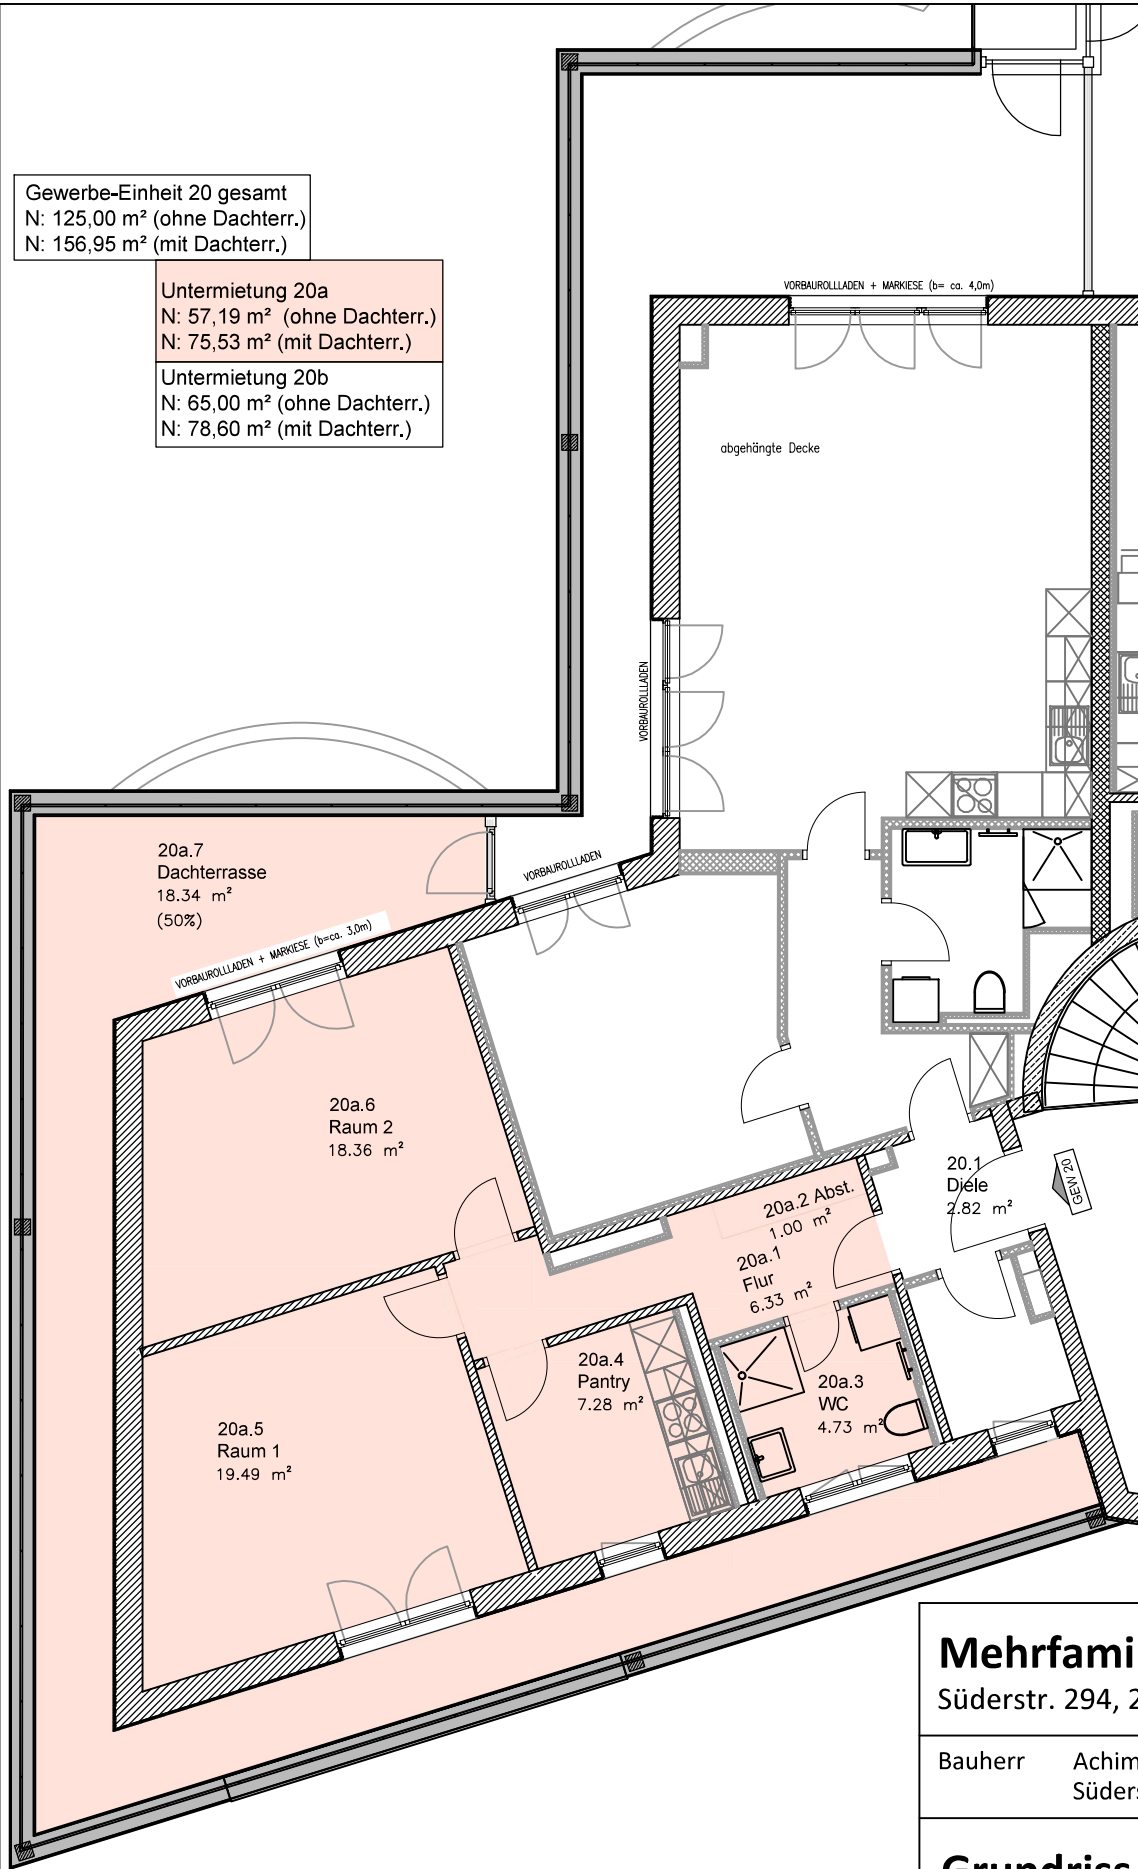 Gewerbe-Einheit 20 gesamt
N: 125,00 m² (ohne Dachterr.)
N: 156,95 m² (mit Dachterr.)
Untermietung 20a
N: 57,19 m² (ohne Dachterr.)
N: 75,53 m² (mit Dachterr.)
Untermietung 20b
N: 65,00 m² (ohne Dachterr.)
N: 78,60 m² (mit Dachterr.)
VORBAUROLLLADEN + MARKIESE (b= ca. 4,0m)
abgehängte Decke
VORBAUROLLLADEN
VORBAUROLLLADEN
20a.7
Dachterrasse
18.34 m²
(50%)
VORBAUROLLLADEN + MARKIESE (b=ca. 3,0m)
20a.6
Raum 2
18.36 m²
20a.2 Abst.
1.00 m²
20a.1
Flur
6.33 m²
20.1
Diele
2.82 m²
GEW 20
20a.4
Pantry
7.28 m²
20a.3
WC
4.73 m²
20a.5
Raum 1
19.49 m²
Mehrfami
Süderstr. 294, 2
Bauherr Achim
Süders
Grundriss